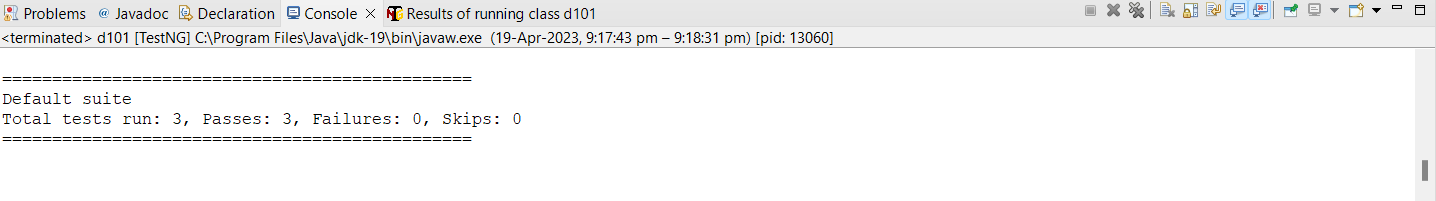 Problems @ Javadoc Declaration Console Results of running class d101
<terminated> d101 [TestNG] C:\Program Files\Java\jdk-19\bin\javaw.exe (19-Apr-2023, 9:17:43 pm – 9:18:31 pm) [pid: 13060]
===============================================
Default suite
Total tests run: 3, Passes: 3, Failures: 0, Skips: 0
===============================================